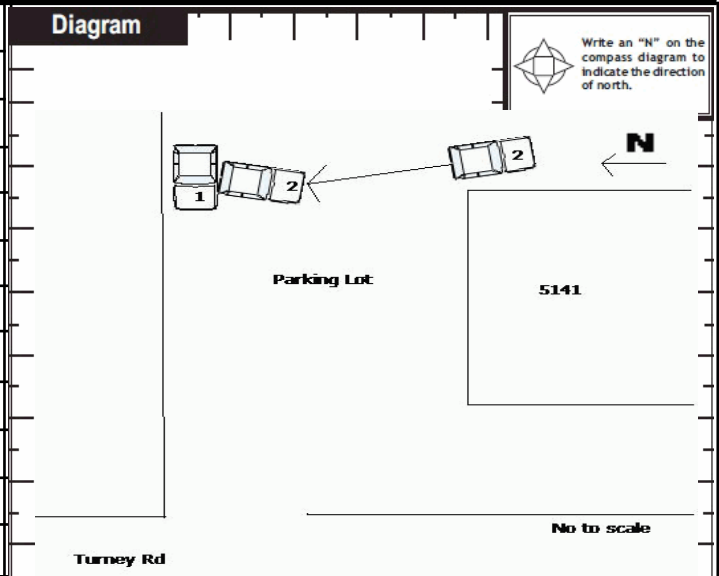 Diagram
Write an “N” on the
compass diagram to
indicate the direction
of north.
N
2
2
1
Parking Lot
5141
No to scale
Turney Rd